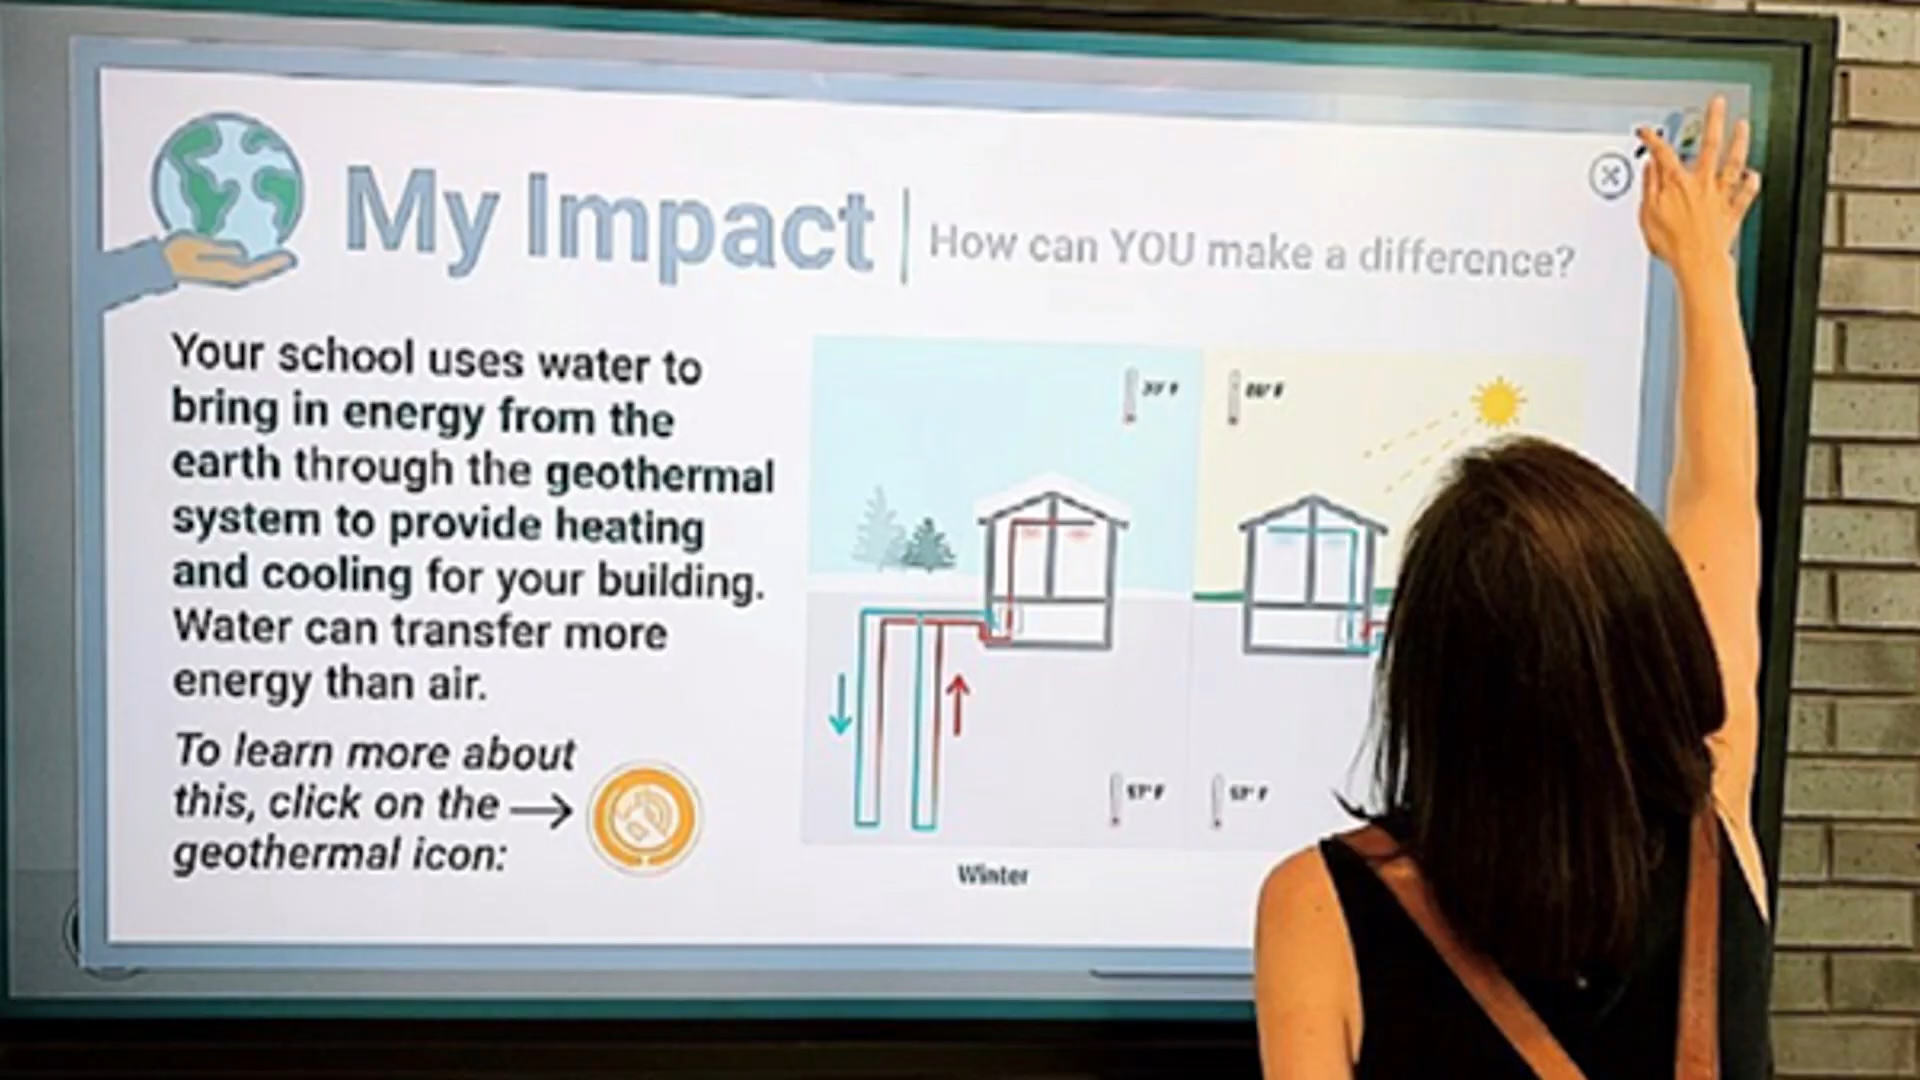 My Impact
How can YOU make a difference?
Your school uses water to
bring in energy from the
earth through the geothermal
system to provide heating
and cooling for your building.
Water can transfer more
energy than air.
To learn more about
this, click on the →
geothermal icon:
57° F
Winter